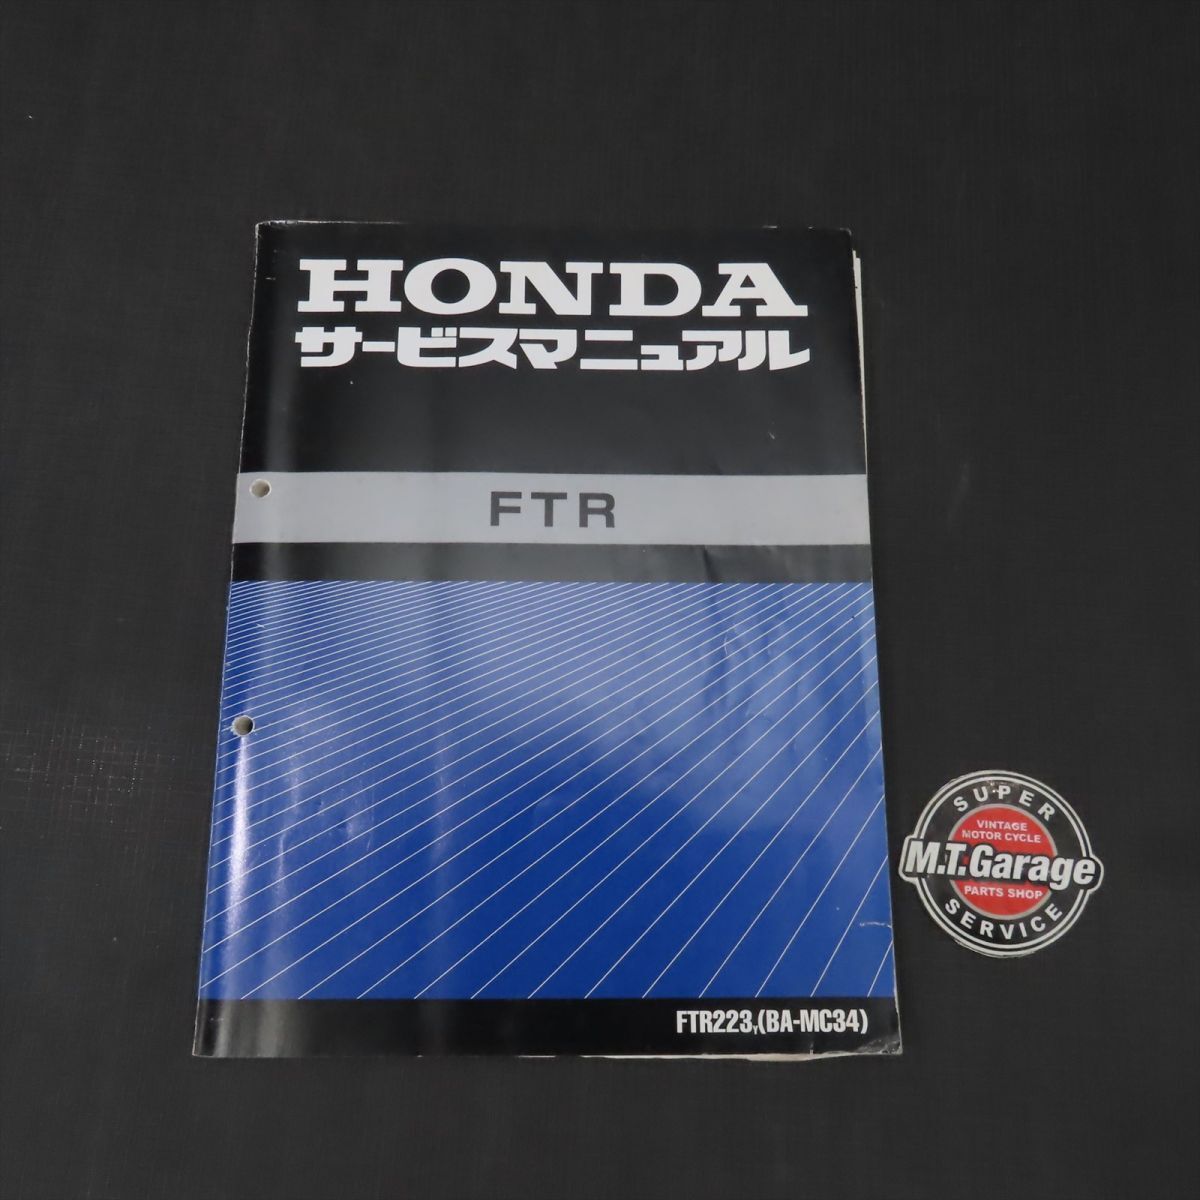 HONDA
サービスマニュアル
FTR
FTR223Y(BA-MC34)
SUPER
VINTAGE
MOTOR CYCLE
M.T.Garage
PARTS SHOP
SERVICE